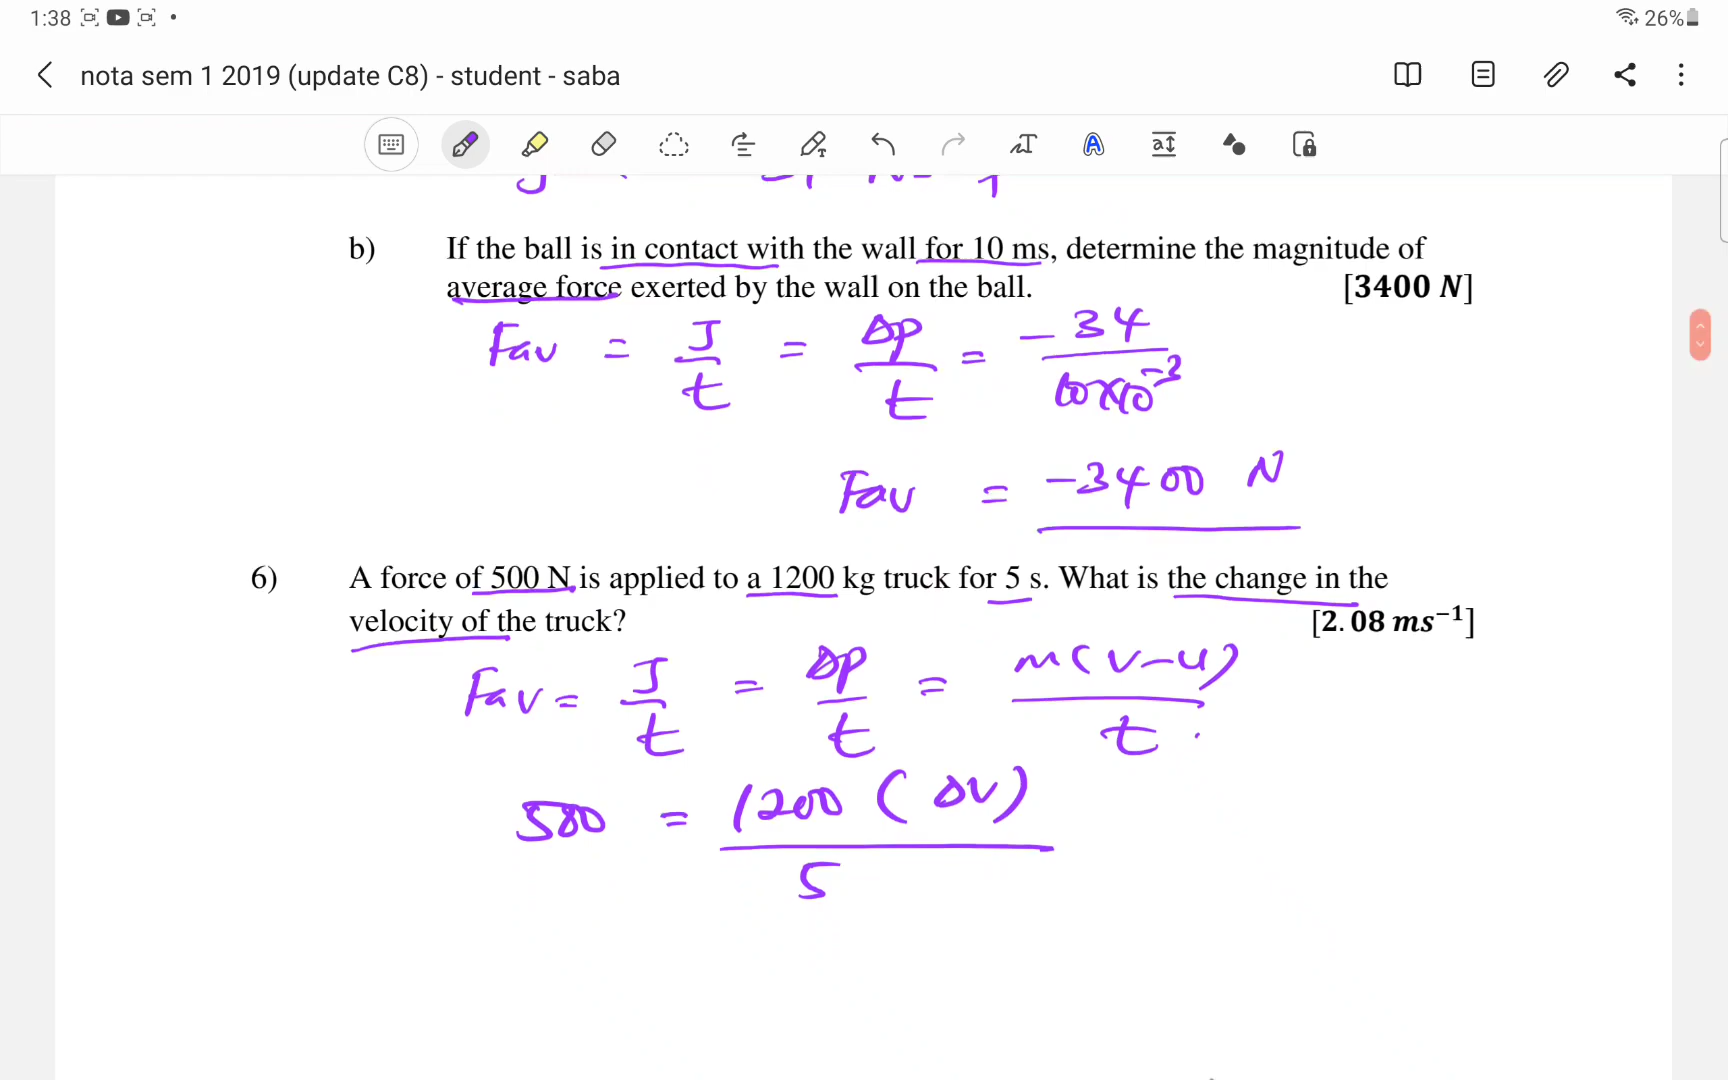 1:38
26%
nota sem 1 2019 (update C8) - student - saba
b) If the ball is in contact with the wall for 10 ms, determine the magnitude of
average force exerted by the wall on the ball. [3400 N]
Fav = J/t = Δp/t = -34/10×10⁻³
Fav = -3400 N
6) A force of 500 N is applied to a 1200 kg truck for 5 s. What is the change in the
velocity of the truck? [2.08 ms⁻¹]
Fav = J/t = Δp/t = m(v-u)/t
500 = 1200 (Δv)/5